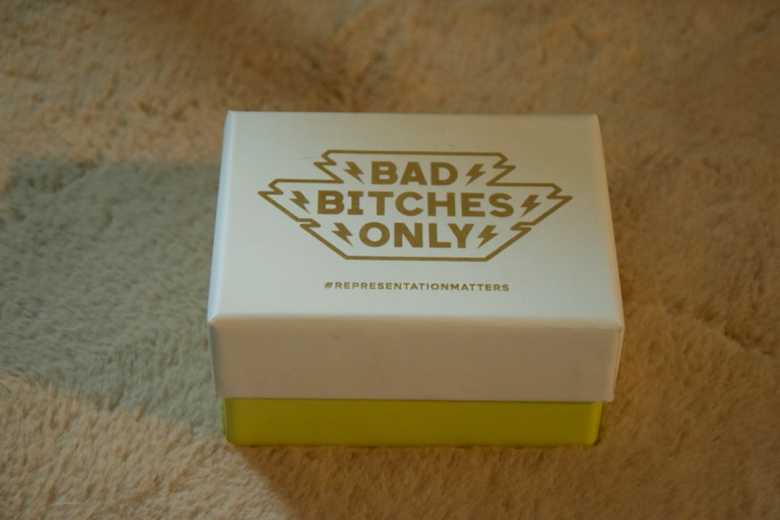 BAD
BITCHES
ONLY
#REPRESENTATIONMATTERS